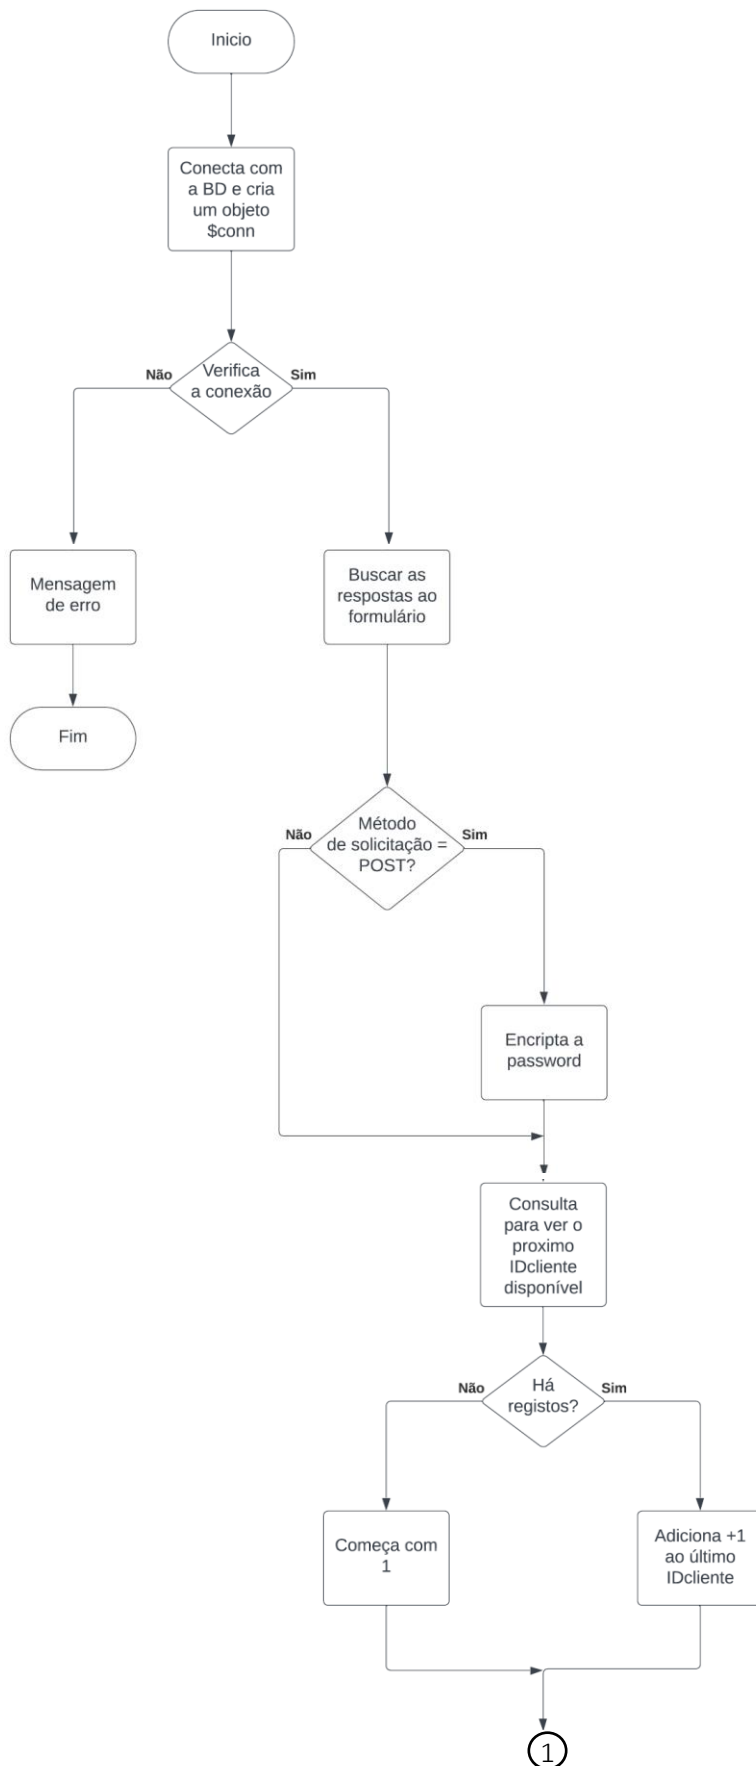 Inicio
Conecta com
a BD e cria
um objeto
$conn
Não
Verifica
a conexão
Sim
Mensagem
de erro
Buscar as
respostas ao
formulário
Fim
Não
Método
de solicitação =
POST?
Sim
Encripta a
password
Consulta
para ver o
proximo
IDcliente
disponível
Não
Há
registos?
Sim
Começa com
1
Adiciona +1
ao último
IDcliente
1